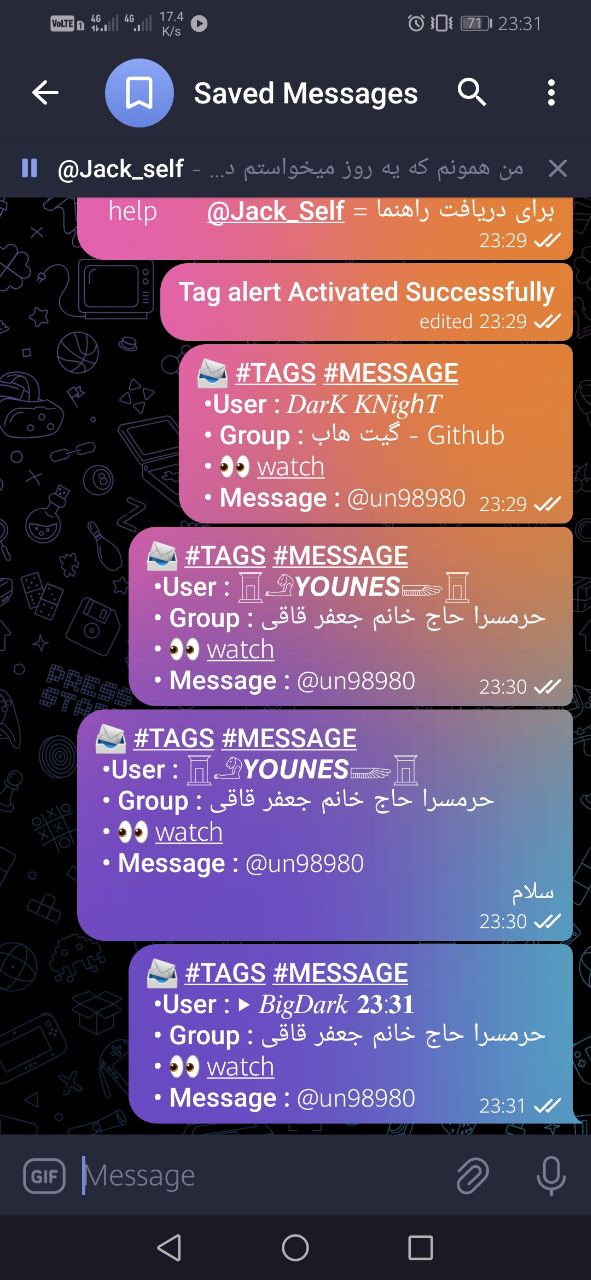 VoLTE 1 4G 4G 17.4 K/s 71 23:31
Saved Messages
@Jack_self - من همونم که یه روز میخواستم د...
برای دریافت راهنما = @Jack_Self help
23:29
Tag alert Activated Successfully
edited 23:29
📨 #TAGS #MESSAGE
•User : DarK KNighT
• Group : گیت هاب - Github
• 👀 watch
• Message : @un98980 23:29
📨 #TAGS #MESSAGE
•User : YOUNES
• Group : حرمسرا حاج خانم جعفر قاقی
• 👀 watch
• Message : @un98980 23:30
📨 #TAGS #MESSAGE
•User : YOUNES
• Group : حرمسرا حاج خانم جعفر قاقی
• 👀 watch
• Message : @un98980
سلام
23:30
📨 #TAGS #MESSAGE
•User : ‣ BigDark 23:31
• Group : حرمسرا حاج خانم جعفر قاقی
• 👀 watch
• Message : @un98980 23:31
GIF Message